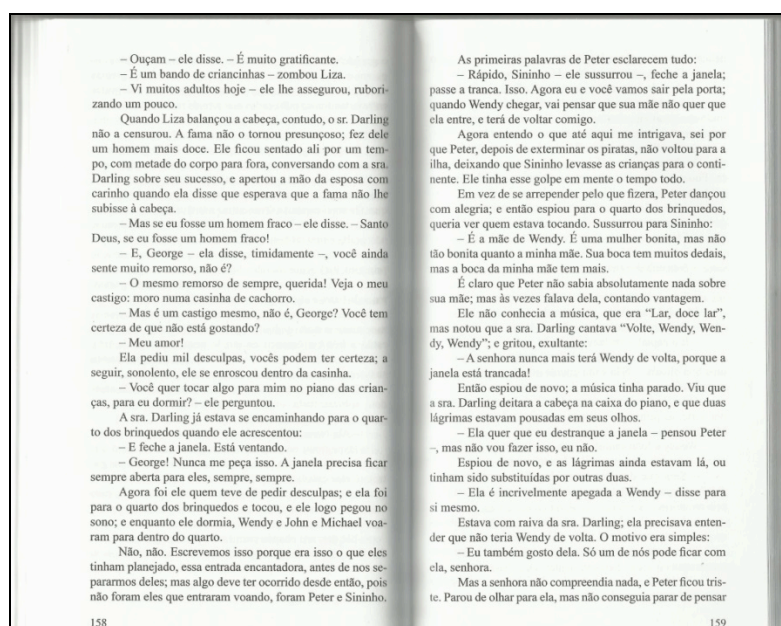 – Ouçam – ele disse. – É muito gratificante.
– É um bando de criancinhas – zombou Liza.
– Vi muitos adultos hoje – ele lhe assegurou, rubori-
zando um pouco.
Quando Liza balançou a cabeça, contudo, o sr. Darling
não a censurou. A fama não o tornou presunçoso; fez dele
um homem mais doce. Ele ficou sentado ali por um tem-
po, com metade do corpo para fora, conversando com a sra.
Darling sobre seu sucesso, e apertou a mão da esposa com
carinho quando ela disse que esperava que a fama não lhe
subisse à cabeça.
– Mas se eu fosse um homem fraco – ele disse. – Santo
Deus, se eu fosse um homem fraco!
– E, George – ela disse, timidamente –, você ainda
sente muito remorso, não é?
– O mesmo remorso de sempre, querida! Veja o meu
castigo: moro numa casinha de cachorro.
– Mas é um castigo mesmo, não é, George? Você tem
certeza de que não está gostando?
– Meu amor!
Ela pediu mil desculpas, vocês podem ter certeza; a
seguir, sonolento, ele se enroscou dentro da casinha.
– Você quer tocar algo para mim no piano das crian-
ças, para eu dormir? – ele perguntou.
A sra. Darling já estava se encaminhando para o quar-
to dos brinquedos quando ele acrescentou:
– E feche a janela. Está ventando.
– George! Nunca me peça isso. A janela precisa ficar
sempre aberta para eles, sempre, sempre.
Agora foi ele quem teve de pedir desculpas; e ela foi
para o quarto dos brinquedos e tocou, e ele logo pegou no
sono; e enquanto ele dormia, Wendy e John e Michael voa-
ram para dentro do quarto.
Não, não. Escrevemos isso porque era isso o que eles
tinham planejado, essa entrada encantadora, antes de nos se-
pararmos deles; mas algo deve ter ocorrido desde então, pois
não foram eles que entraram voando, foram Peter e Sininho.
158
As primeiras palavras de Peter esclarecem tudo:
– Rápido, Sininho – ele sussurrou –, feche a janela;
passe a tranca. Isso. Agora eu e você vamos sair pela porta;
quando Wendy chegar, vai pensar que sua mãe não quer que
ela entre, e terá de voltar comigo.
Agora entendo o que até aqui me intrigava, sei por
que Peter, depois de exterminar os piratas, não voltou para a
ilha, deixando que Sininho levasse as crianças para o conti-
nente. Ele tinha esse golpe em mente o tempo todo.
Em vez de se arrepender pelo que fizera, Peter dançou
com alegria; e então espiou para o quarto dos brinquedos,
queria ver quem estava tocando. Sussurrou para Sininho:
– É a mãe de Wendy. É uma mulher bonita, mas não
tão bonita quanto a minha mãe. Sua boca tem muitos dedais,
mas a boca da minha mãe tem mais.
É claro que Peter não sabia absolutamente nada sobre
sua mãe; mas às vezes falava dela, contando vantagem.
Ele não conhecia a música, que era “Lar, doce lar”,
mas notou que a sra. Darling cantava “Volte, Wendy, Wen-
dy, Wendy”; e gritou, exultante:
– A senhora nunca mais terá Wendy de volta, porque a
janela está trancada!
Então espiou de novo; a música tinha parado. Viu que
a sra. Darling deitara a cabeça na caixa do piano, e que duas
lágrimas estavam pousadas em seus olhos.
– Ela quer que eu destranque a janela – pensou Peter
–, mas não vou fazer isso, eu não.
Espiou de novo, e as lágrimas ainda estavam lá, ou
tinham sido substituídas por outras duas.
– Ela é incrivelmente apegada a Wendy – disse para
si mesmo.
Estava com raiva da sra. Darling; ela precisava enten-
der que não teria Wendy de volta. O motivo era simples:
– Eu também gosto dela. Só um de nós pode ficar com
ela, senhora.
Mas a senhora não compreendia nada, e Peter ficou tris-
te. Parou de olhar para ela, mas não conseguia parar de pensar
159